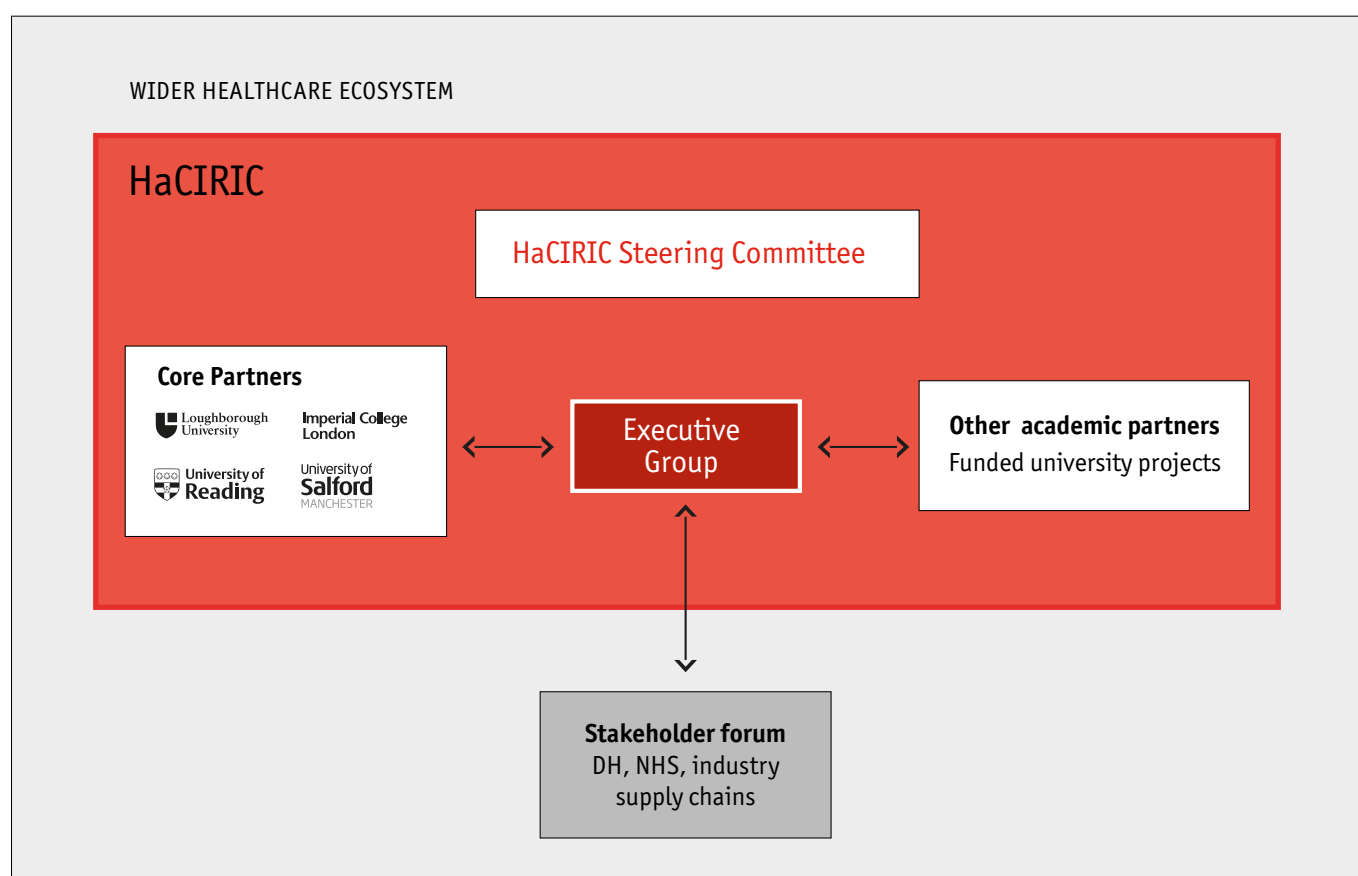 WIDER HEALTHCARE ECOSYSTEM
HaCIRIC
HaCIRIC Steering Committee
Core Partners
Loughborough
University
Imperial College
London
University of
Reading
University of
Salford
MANCHESTER
Executive
Group
Other academic partners
Funded university projects
Stakeholder forum
DH, NHS, industry
supply chains